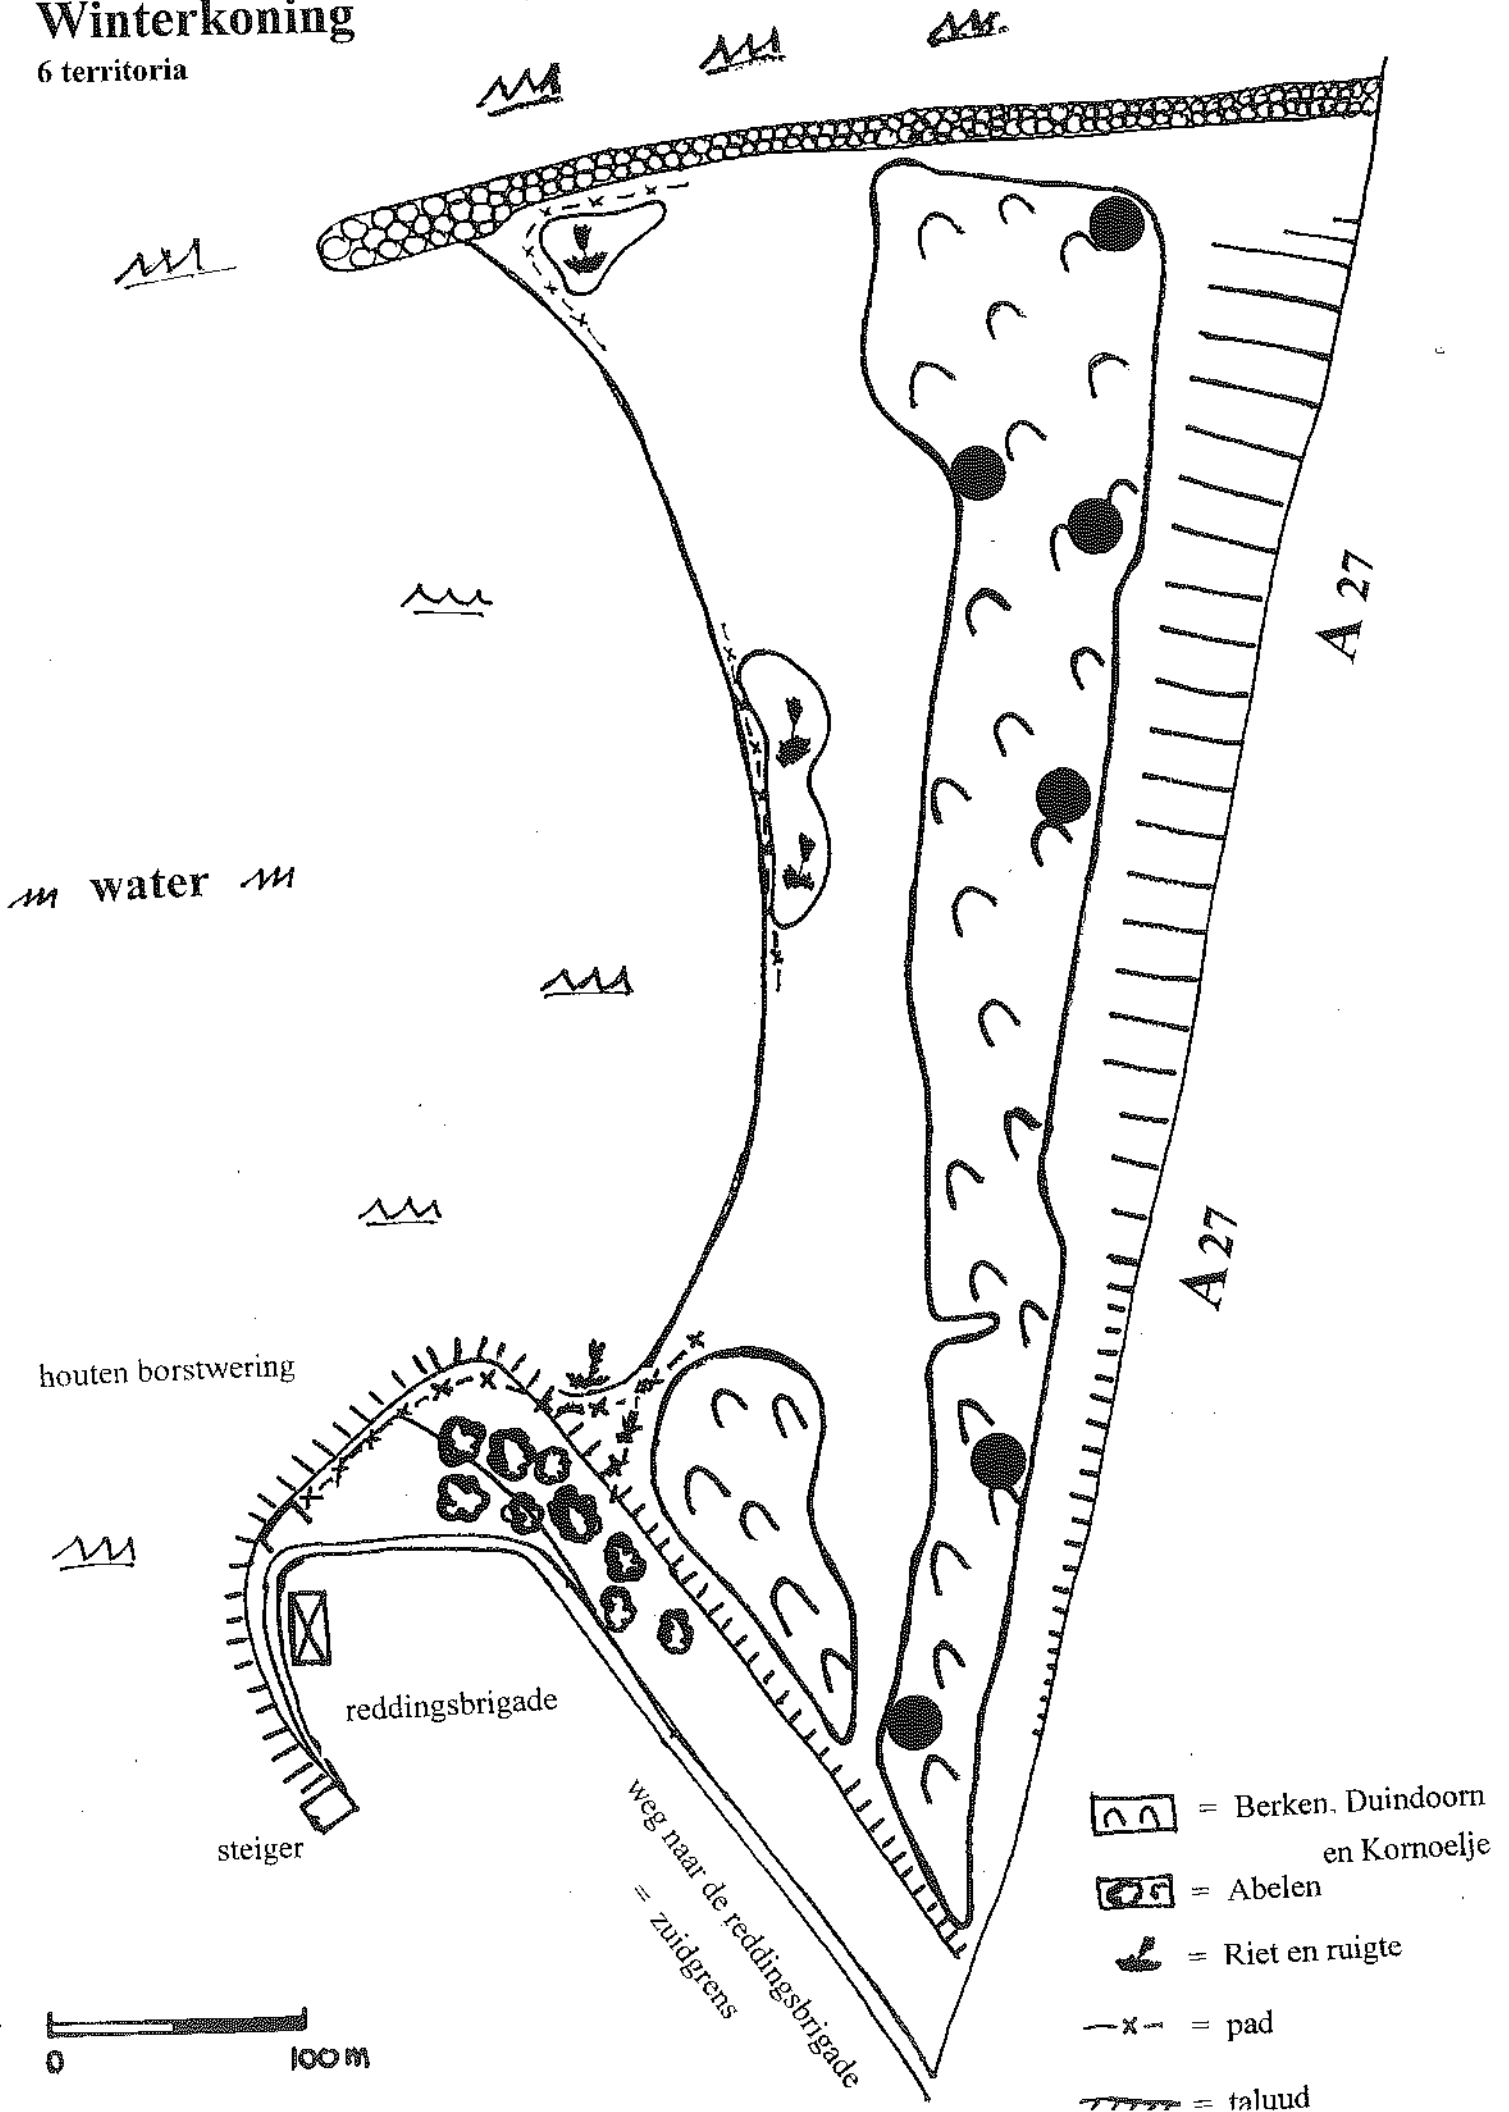 Winterkoning
6 territoria
A 27
water
A 27
houten borstwering
reddingsbrigade
steiger
weg naar de reddingsbrigade
= zuidgrens
= Berken, Duindoorn
en Kornoelje
= Abelen
= Riet en ruigte
= pad
= taluud
0 100 m